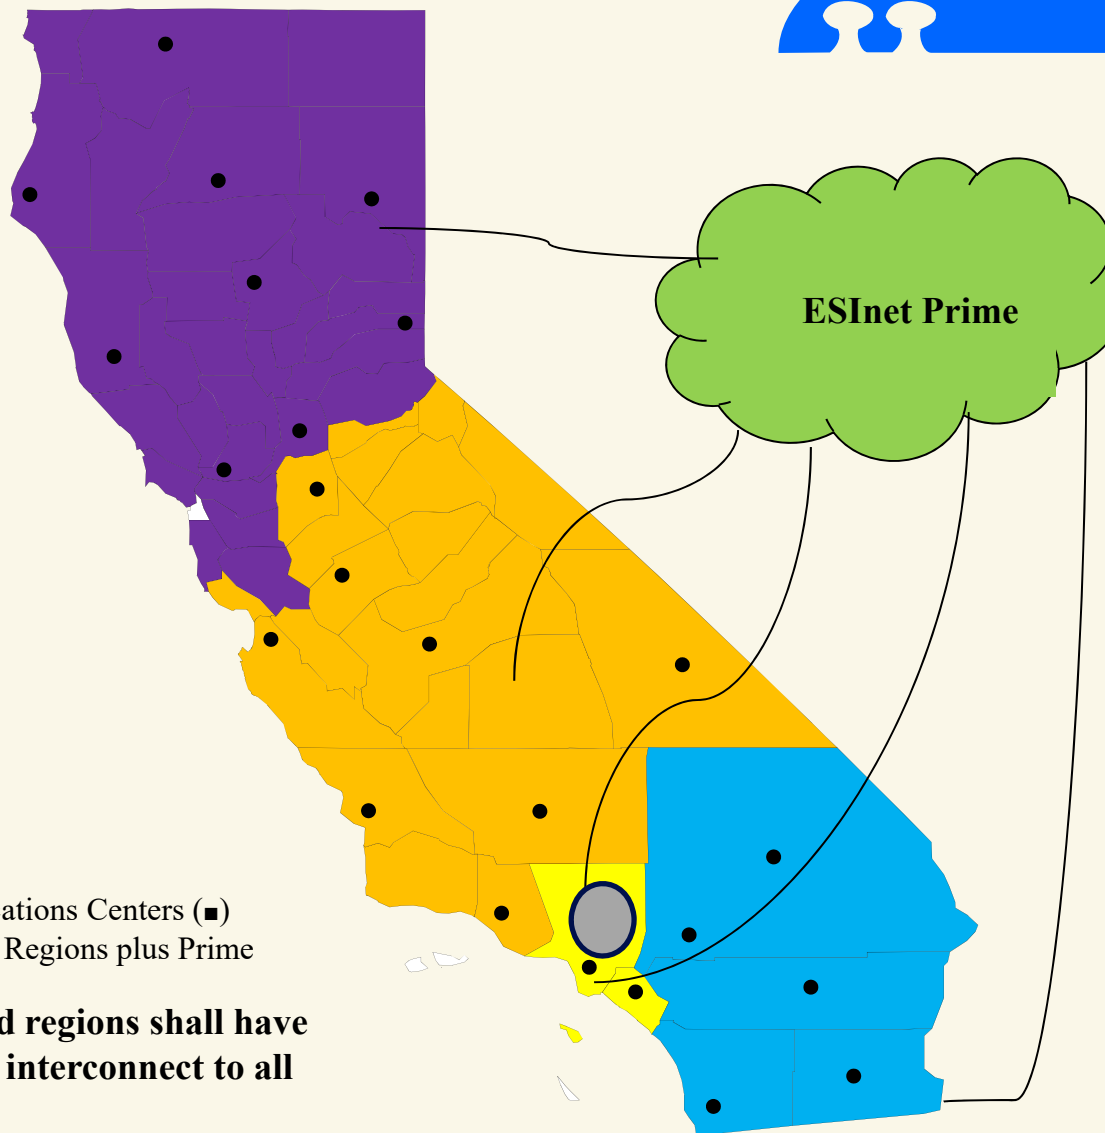 ESInet Prime
ations Centers (■)
Regions plus Prime
d regions shall have
interconnect to all